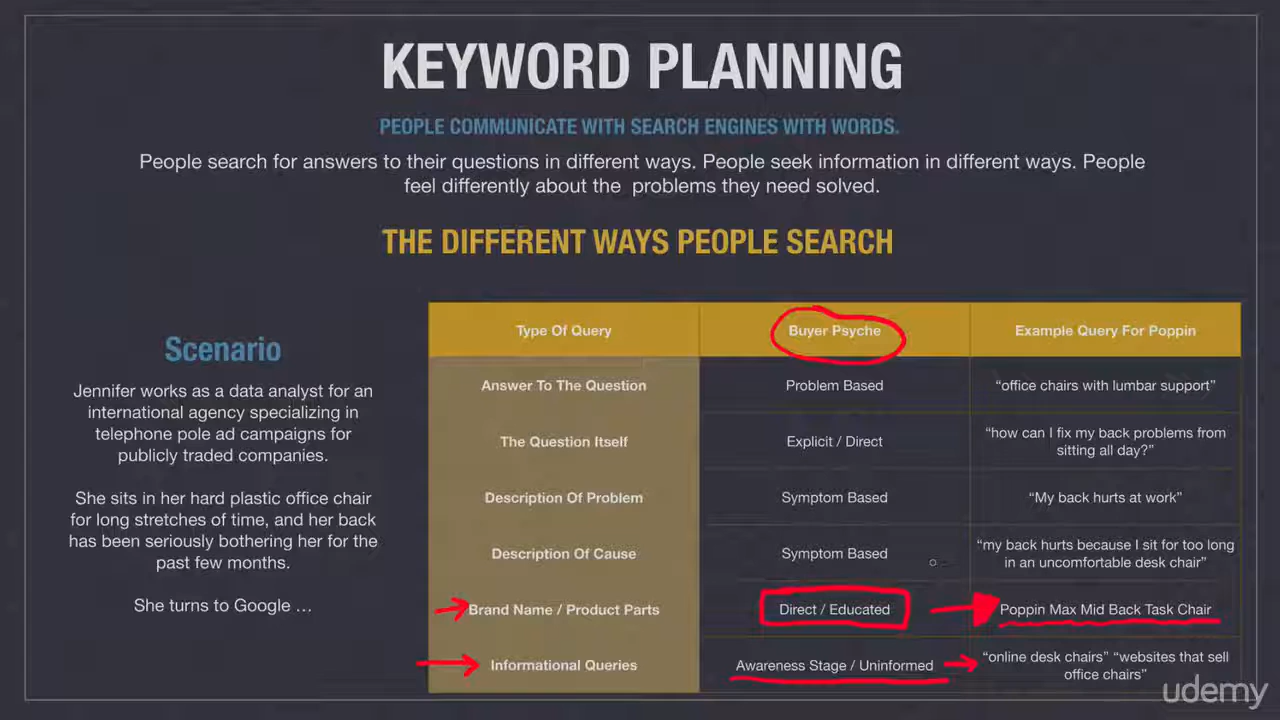 KEYWORD PLANNING
PEOPLE COMMUNICATE WITH SEARCH ENGINES WITH WORDS.
People search for answers to their questions in different ways. People seek information in different ways. People
feel differently about the problems they need solved.
THE DIFFERENT WAYS PEOPLE SEARCH
Scenario
Jennifer works as a data analyst for an
international agency specializing in
telephone pole ad campaigns for
publicly traded companies.
She sits in her hard plastic office chair
for long stretches of time, and her back
has been seriously bothering her for the
past few months.
She turns to Google …
Type Of Query
Buyer Psyche
Example Query For Poppin
Answer To The Question
Problem Based
“office chairs with lumbar support”
The Question Itself
Explicit / Direct
“how can I fix my back problems from
sitting all day?”
Description Of Problem
Symptom Based
“My back hurts at work”
Description Of Cause
Symptom Based
“my back hurts because I sit for too long
in an uncomfortable desk chair”
Brand Name / Product Parts
Direct / Educated
Poppin Max Mid Back Task Chair
Informational Queries
Awareness Stage / Uninformed
“online desk chairs” “websites that sell
office chairs”
udemy